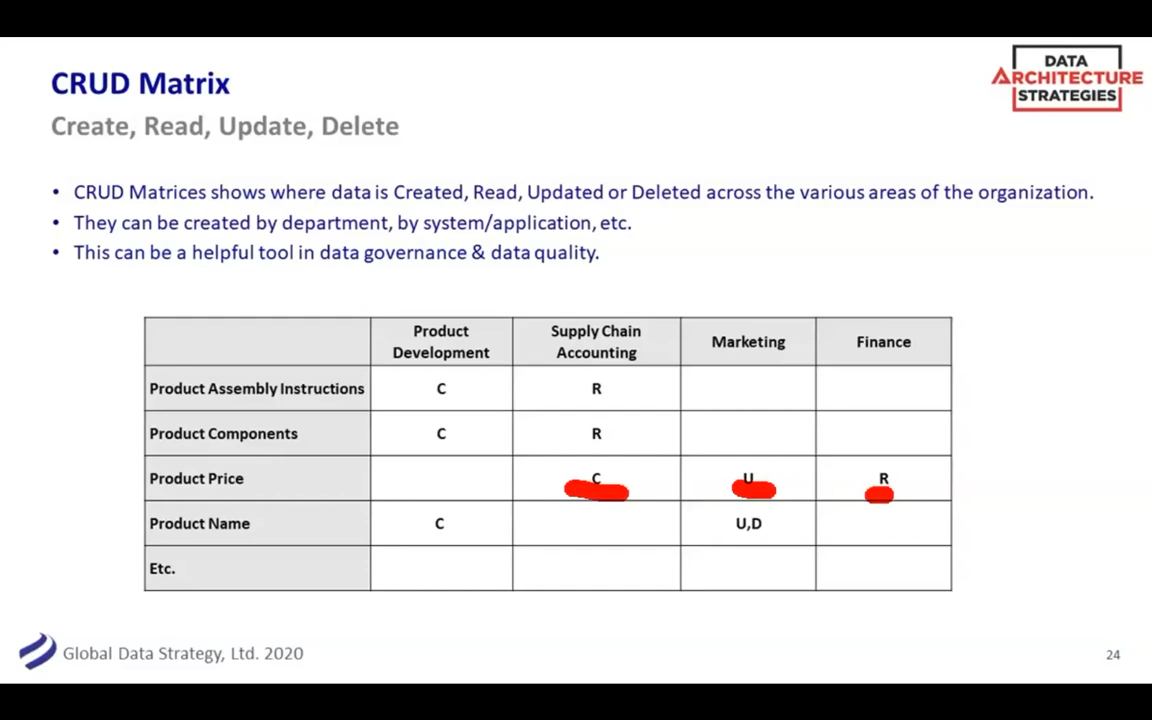 CRUD Matrix
DATA
ARCHITECTURE
STRATEGIES
Create, Read, Update, Delete
• CRUD Matrices shows where data is Created, Read, Updated or Deleted across the various areas of the organization.
• They can be created by department, by system/application, etc.
• This can be a helpful tool in data governance & data quality.
Product Development Supply Chain Accounting Marketing Finance
Product Assembly Instructions C R
Product Components C R
Product Price C U R
Product Name C U,D
Etc.
Global Data Strategy, Ltd. 2020 24